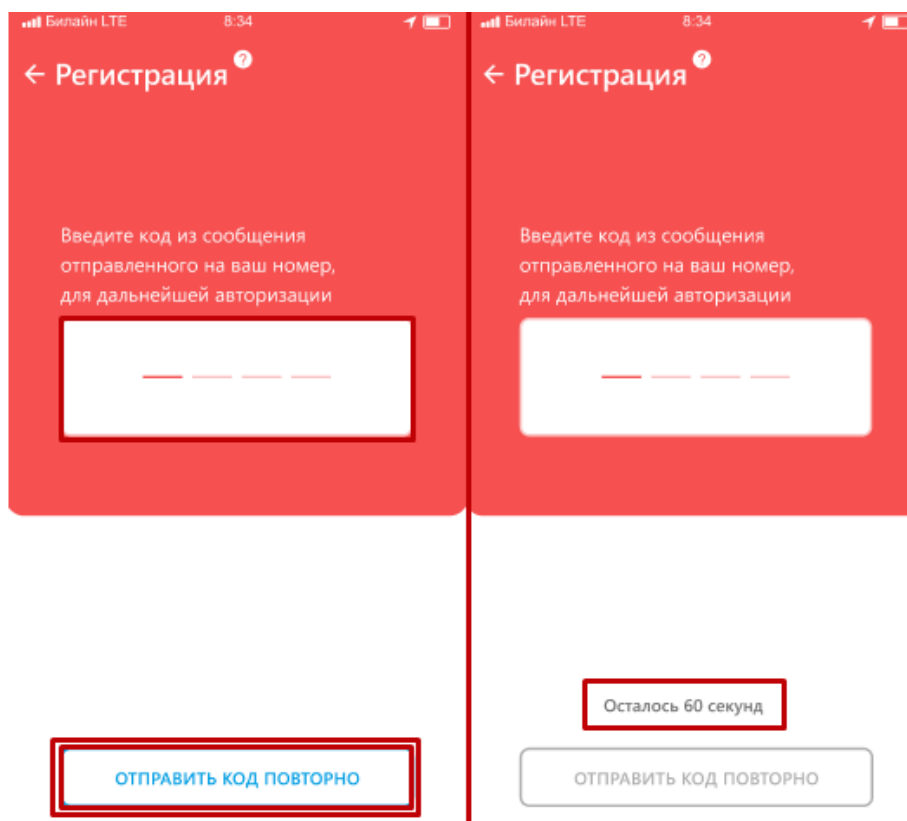 Билайн LTE 8:34
← Регистрация ?
Введите код из сообщения
отправленного на ваш номер,
для дальнейшей авторизации
ОТПРАВИТЬ КОД ПОВТОРНО
Билайн LTE 8:34
← Регистрация ?
Введите код из сообщения
отправленного на ваш номер,
для дальнейшей авторизации
Осталось 60 секунд
ОТПРАВИТЬ КОД ПОВТОРНО